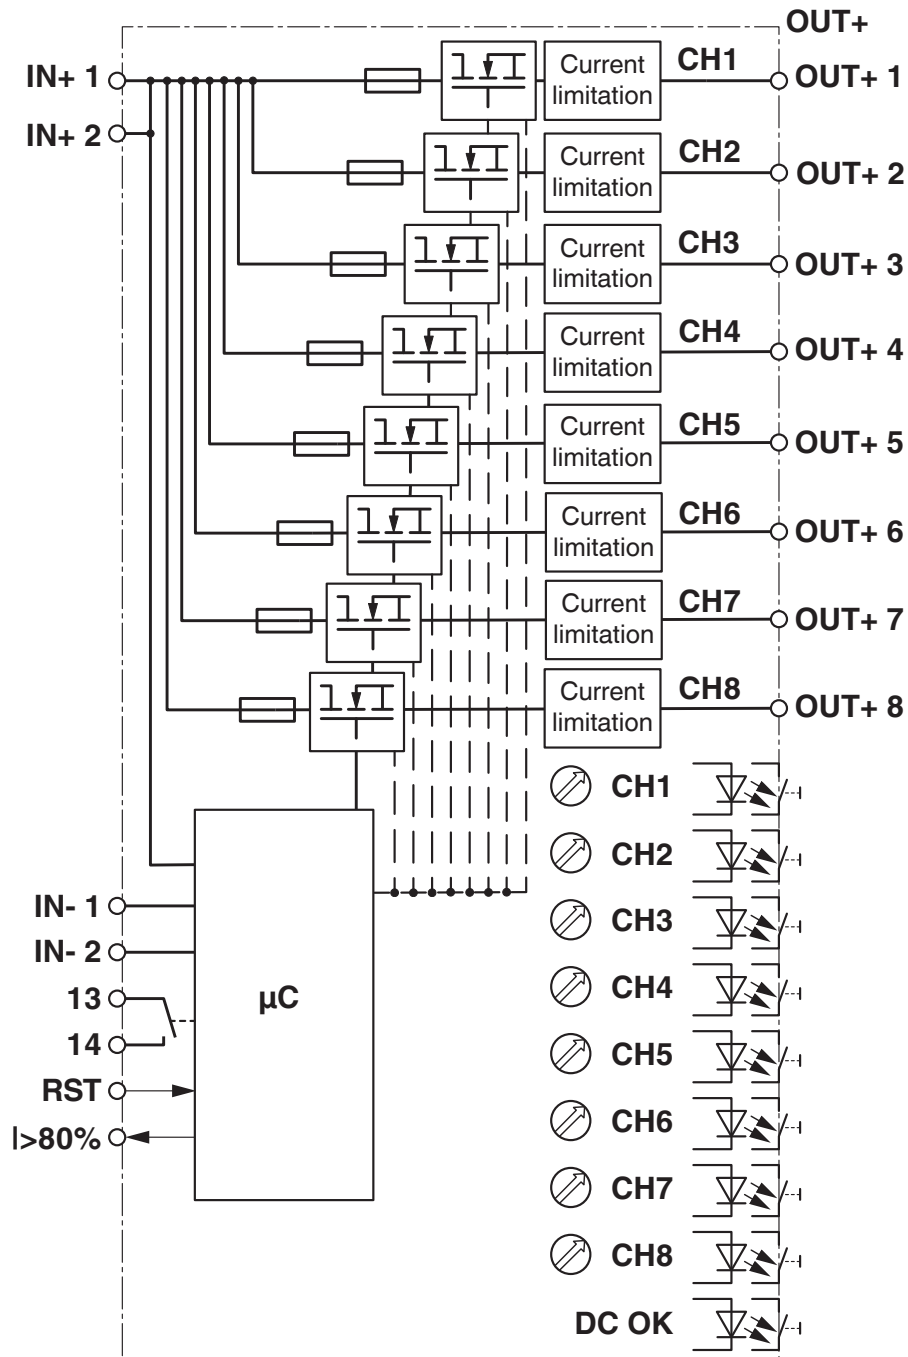 OUT+
IN+ 1
Current
limitation
CH1
OUT+ 1
IN+ 2
Current
limitation
CH2
OUT+ 2
Current
limitation
CH3
OUT+ 3
Current
limitation
CH4
OUT+ 4
Current
limitation
CH5
OUT+ 5
Current
limitation
CH6
OUT+ 6
Current
limitation
CH7
OUT+ 7
Current
limitation
CH8
OUT+ 8
IN- 1
IN- 2
13
14
RST
I>80%
µC
CH1
CH2
CH3
CH4
CH5
CH6
CH7
CH8
DC OK